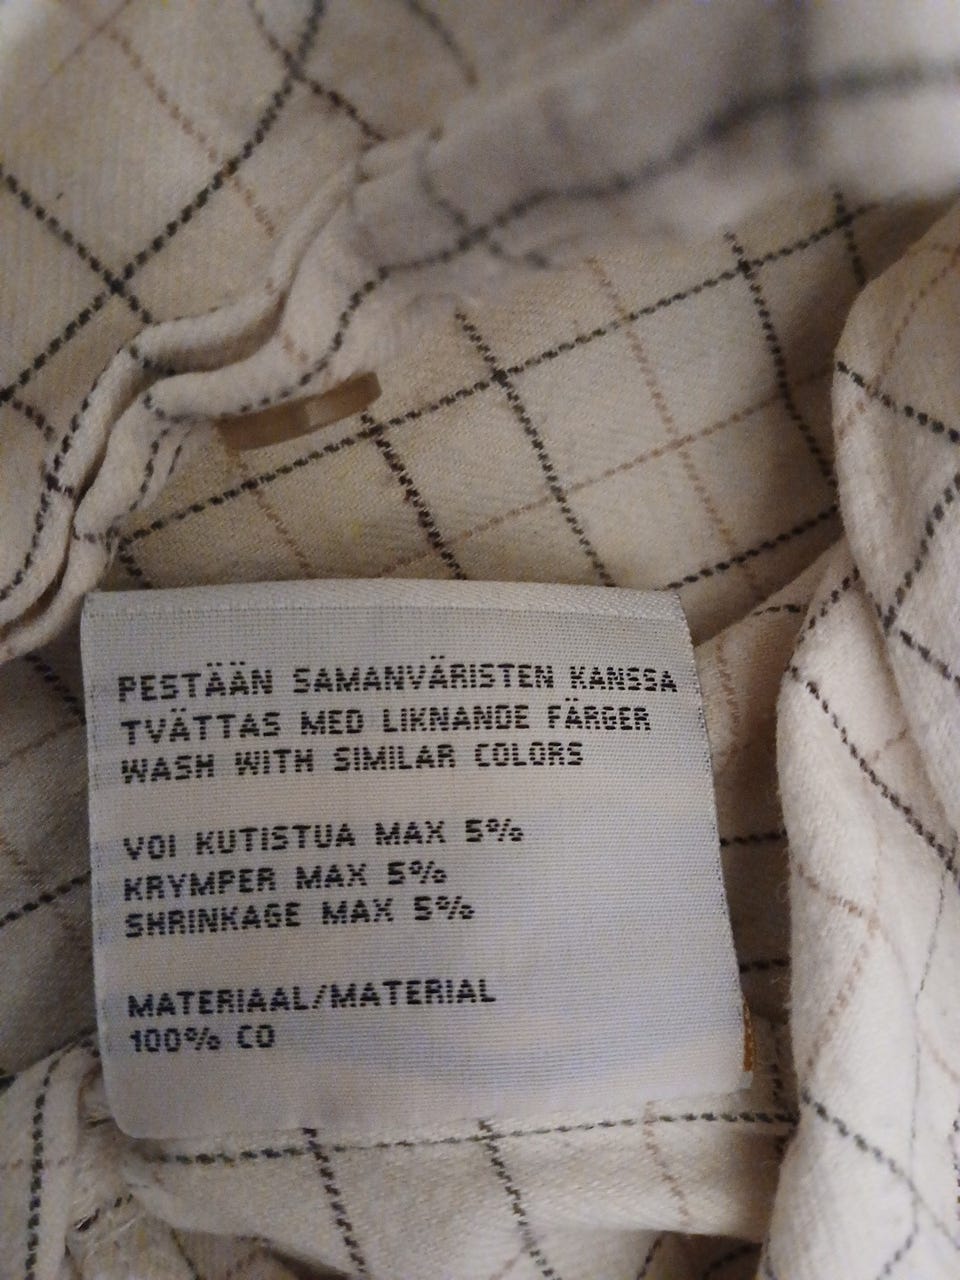 PESTÄÄN SAMANVÄRISTEN KANSSA
TVÄTTAS MED LIKNANDE FÄRGER
WASH WITH SIMILAR COLORS
VOI KUTISTUA MAX 5%
KRYMPER MAX 5%
SHRINKAGE MAX 5%
MATERIAAL/MATERIAL
100% CO